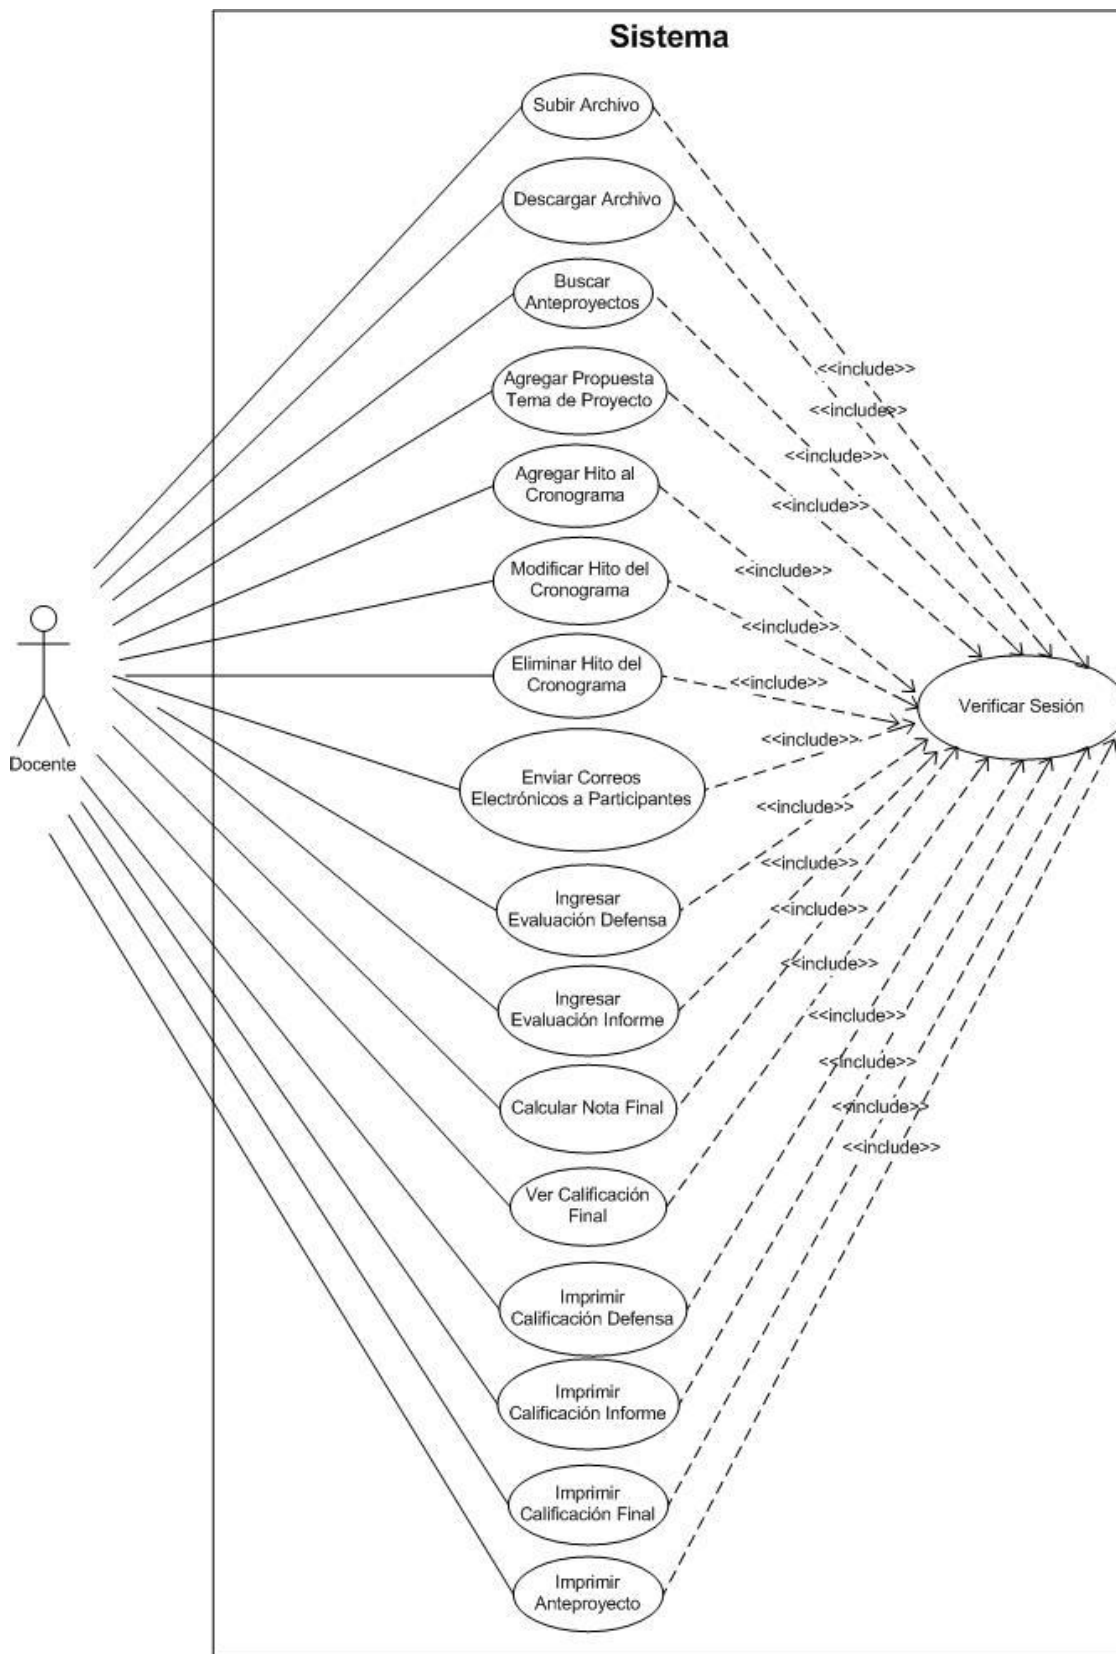 Sistema
Subir Archivo
Descargar Archivo
Buscar
Anteproyectos
<<include>>
Agregar Propuesta
Tema de Proyecto
<<include>>
<<include>>
Agregar Hito al
Cronograma
<<include>>
Modificar Hito del
Cronograma
<<include>>
<<include>>
Eliminar Hito del
Cronograma
<<include>>
Verificar Sesión
Docente
<<include>>
Enviar Correos
Electrónicos a Participantes
<<include>>
Ingresar
Evaluación Defensa
<<include>>
<<include>>
Ingresar
Evaluación Informe
<<include>>
<<include>>
Calcular Nota Final
<<include>>
<<include>>
<<include>>
Ver Calificación
Final
Imprimir
Calificación Defensa
Imprimir
Calificación Informe
Imprimir
Calificación Final
Imprimir
Anteproyecto